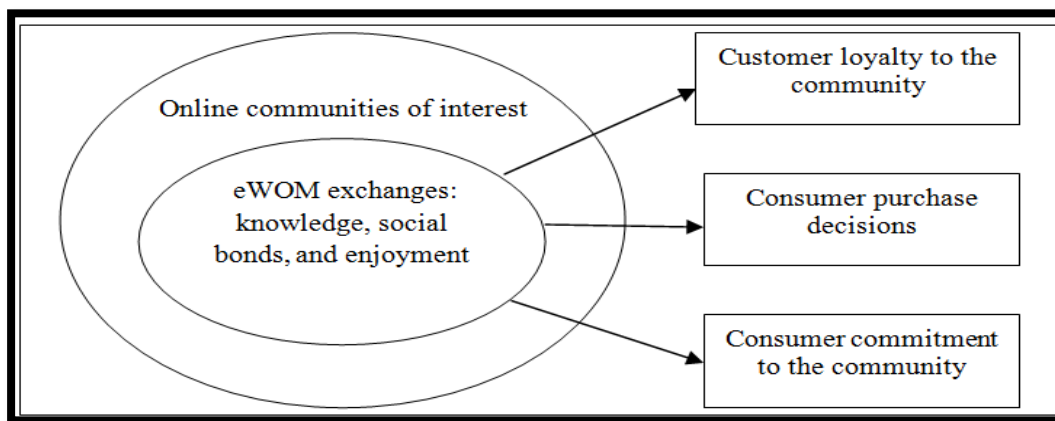 Online communities of interest
eWOM exchanges:
knowledge, social
bonds, and enjoyment
Customer loyalty to the
community
Consumer purchase
decisions
Consumer commitment
to the community